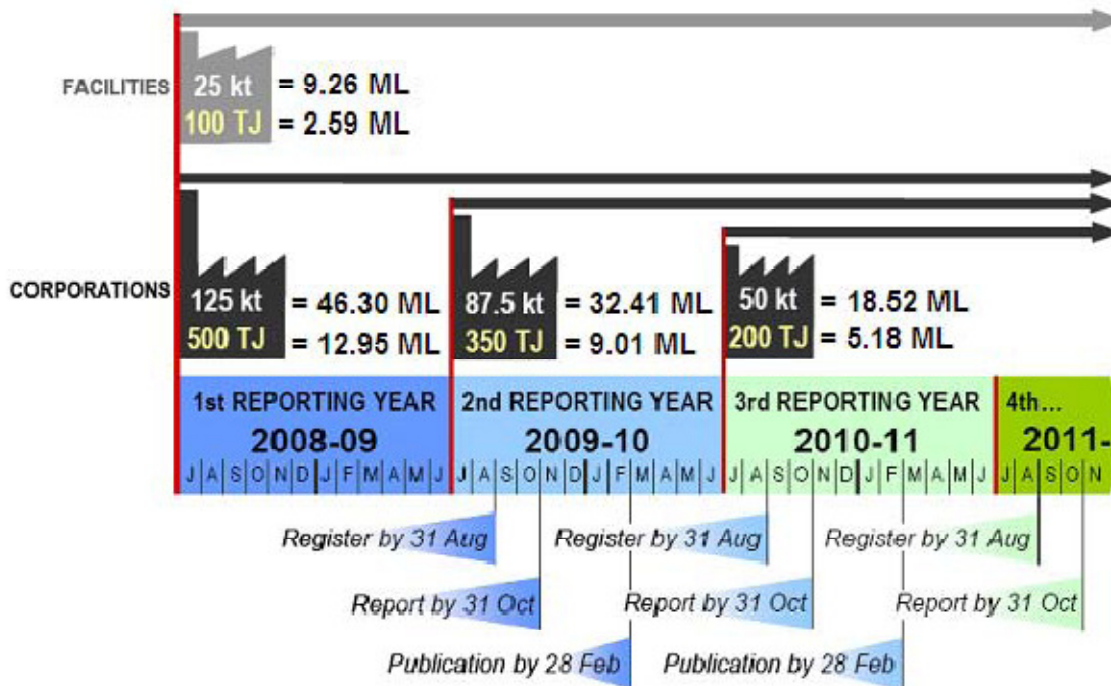 FACILITIES
25 kt = 9.26 ML
100 TJ = 2.59 ML
CORPORATIONS
125 kt = 46.30 ML
500 TJ = 12.95 ML
87.5 kt = 32.41 ML
350 TJ = 9.01 ML
50 kt = 18.52 ML
200 TJ = 5.18 ML
1st REPORTING YEAR
2008-09
J A S O N D J F M A M J
2nd REPORTING YEAR
2009-10
J A S O N D J F M A M J
3rd REPORTING YEAR
2010-11
J A S O N D J F M A M J
4th...
2011-
J A S O N
Register by 31 Aug
Register by 31 Aug
Register by 31 Aug
Report by 31 Oct
Report by 31 Oct
Report by 31 Oct
Publication by 28 Feb
Publication by 28 Feb